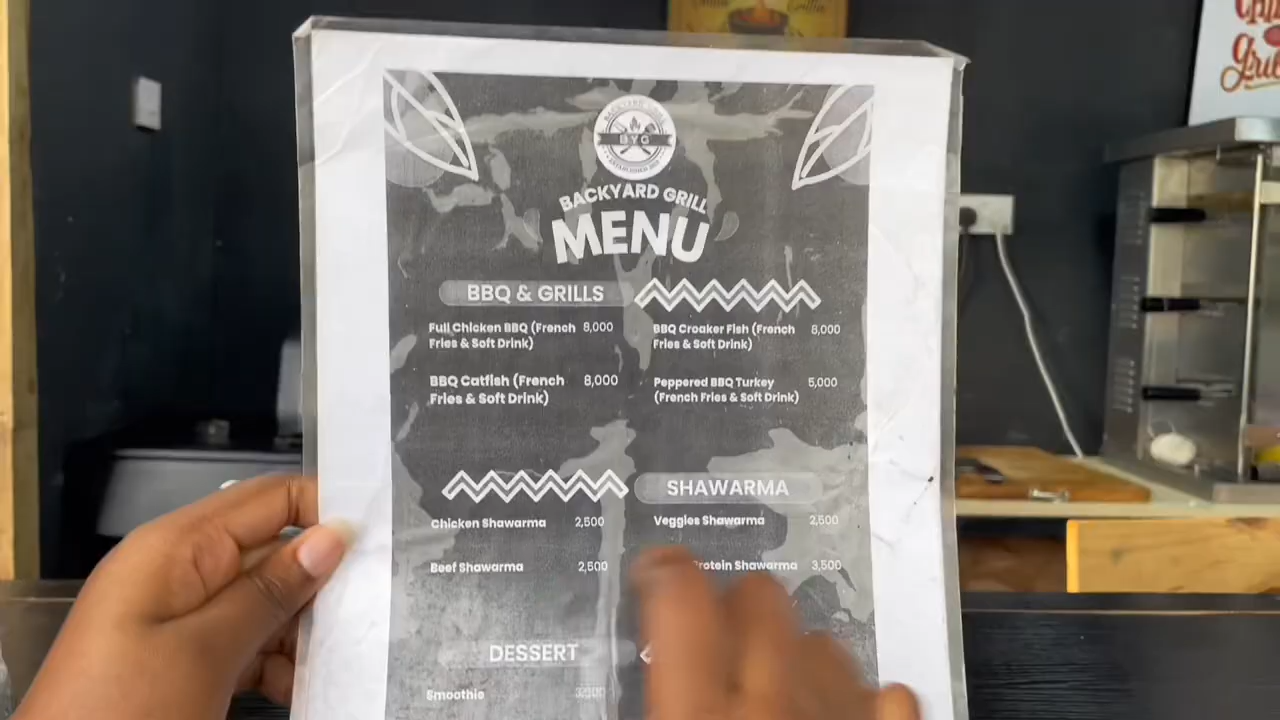 BACKYARD GRILL
BYG
BACKYARD GRILL
MENU
BBQ & GRILLS
Full Chicken BBQ (French 8,000
Fries & Soft Drink)
BBQ Croaker Fish (French 8,000
Fries & Soft Drink)
BBQ Catfish (French 8,000
Fries & Soft Drink)
Peppered BBQ Turkey 5,000
(French Fries & Soft Drink)
SHAWARMA
Chicken Shawarma 2,500
Veggies Shawarma 2,500
Beef Shawarma 2,500
Protein Shawarma 3,500
DESSERT
Smoothie